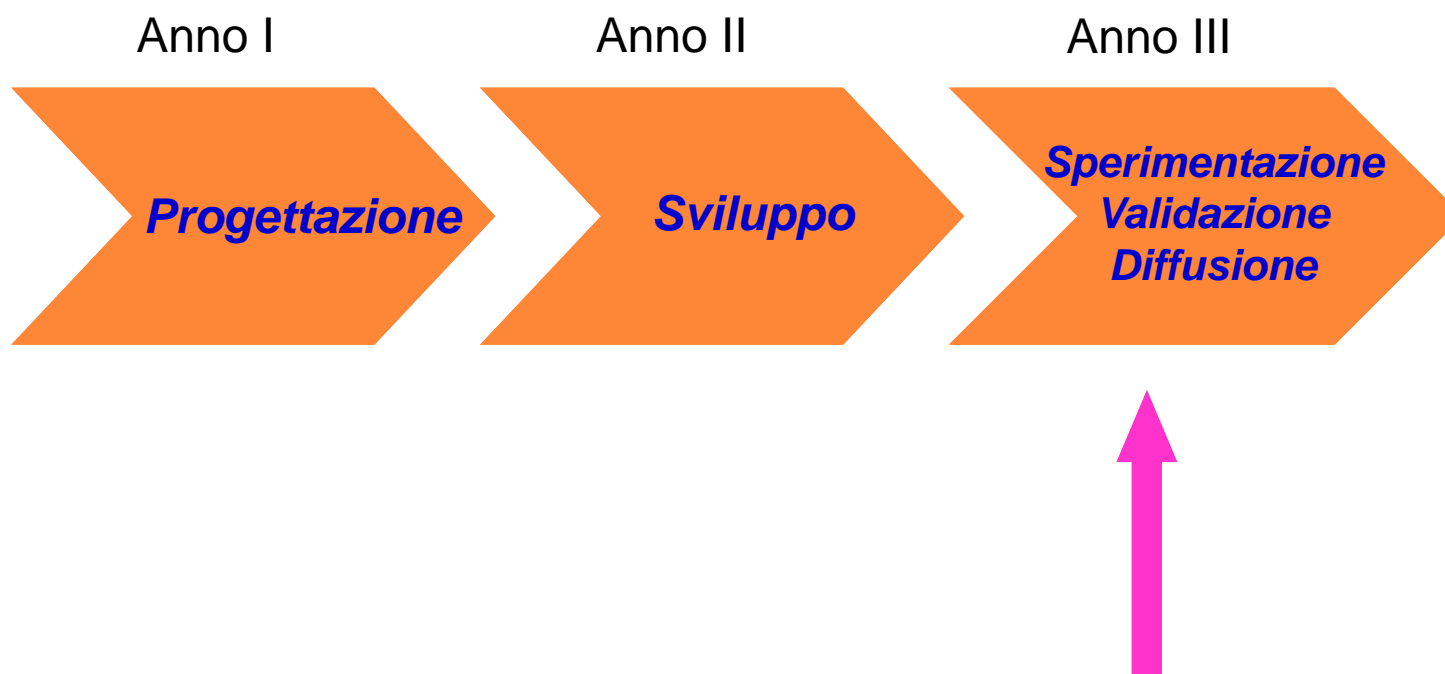 Anno I
Anno II
Anno III
Progettazione
Sviluppo
Sperimentazione
Validazione
Diffusione